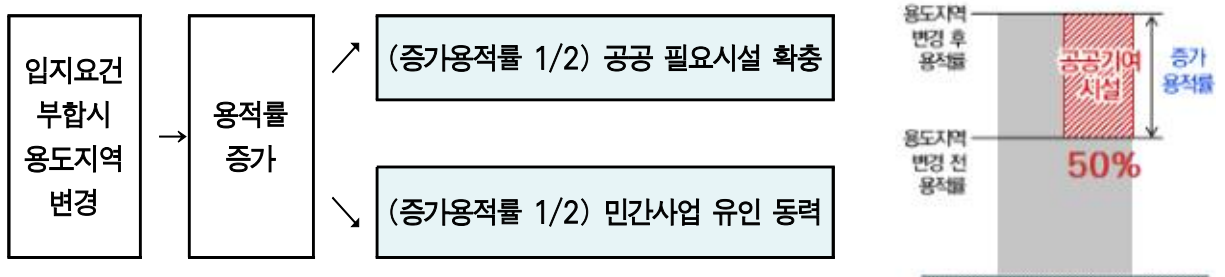 입지요건
부합시
용도지역
변경
→
용적률
증가
↗
(증가용적률 1/2) 공공 필요시설 확충
↘
(증가용적률 1/2) 민간사업 유인 동력
용도지역
변경 후
용적률
공공기여
시설
증가
용적률
용도지역
변경 전
용적률
50%